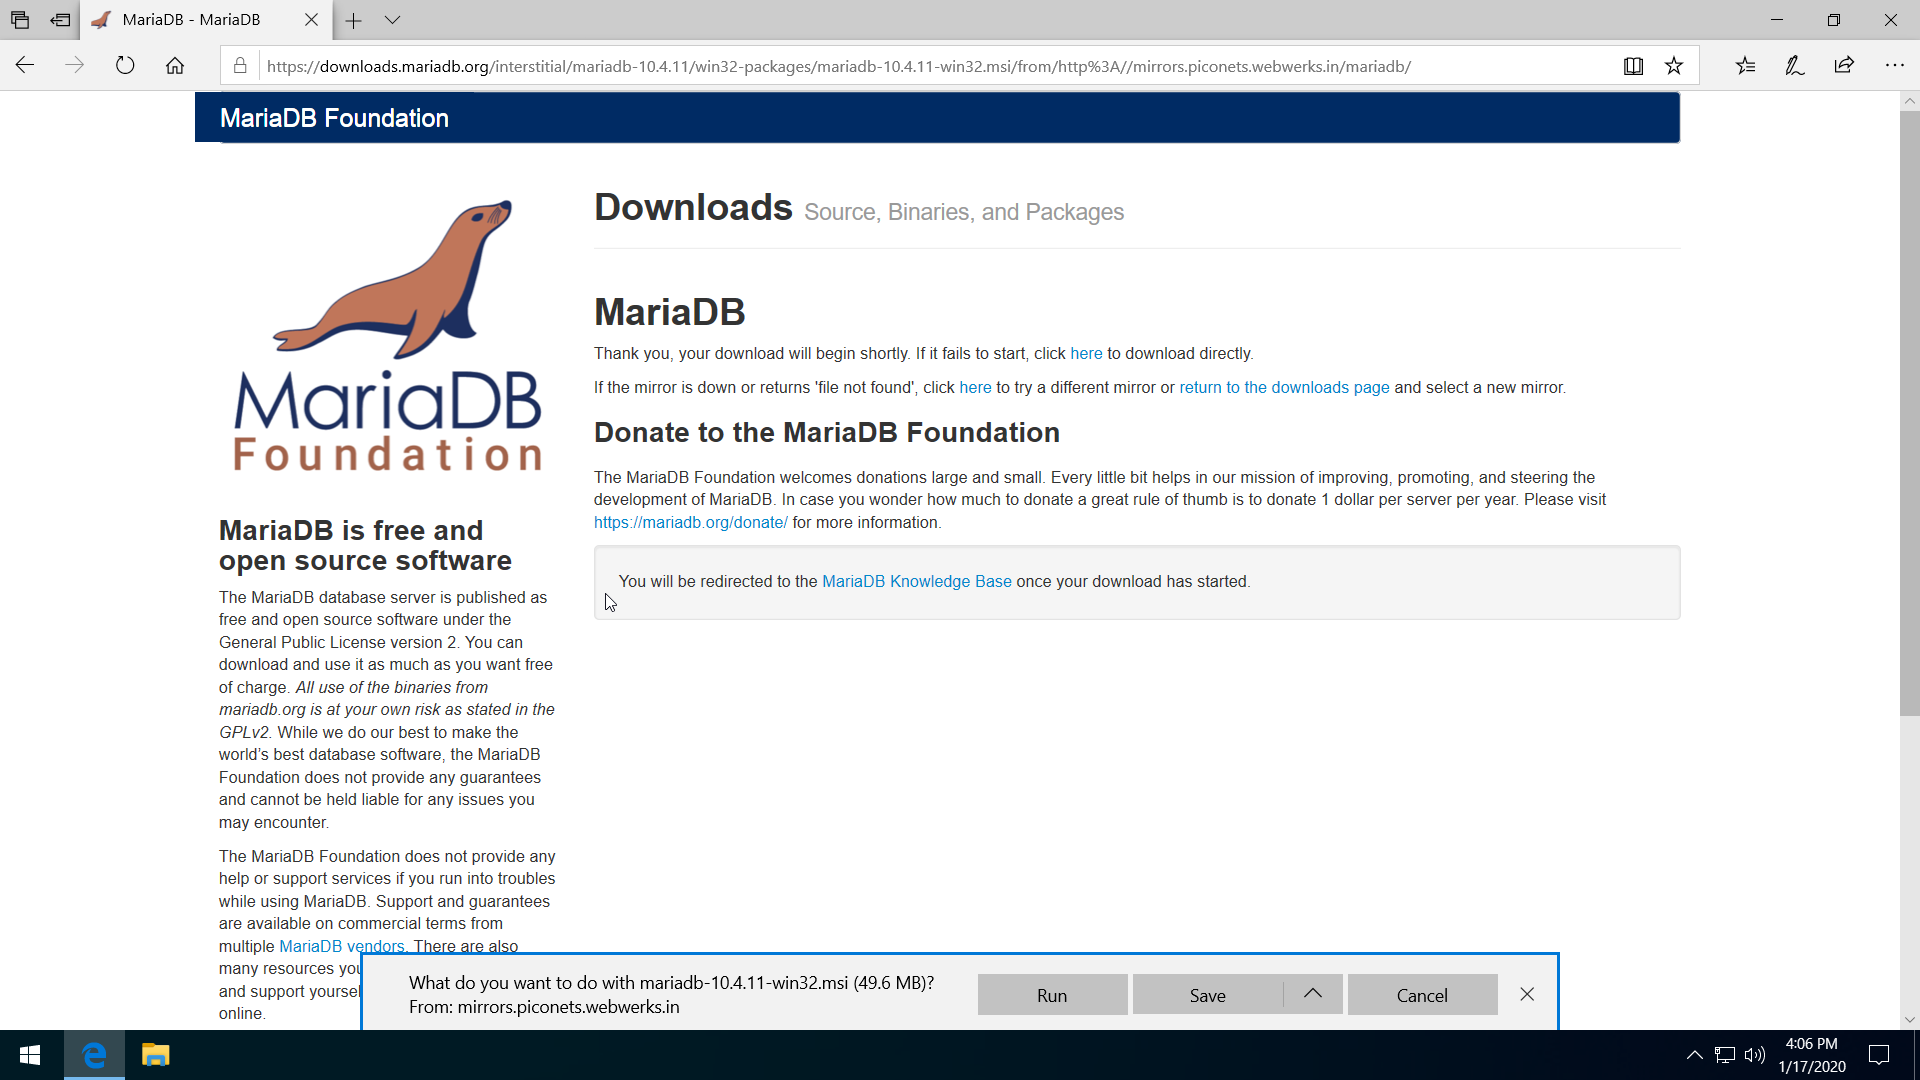 MariaDB - MariaDB
https://downloads.mariadb.org/interstitial/mariadb-10.4.11/win32-packages/mariadb-10.4.11-win32.msi/from/http%3A//mirrors.piconets.webwerks.in/mariadb/
MariaDB Foundation
MariaDB
Foundation
MariaDB is free and
open source software
The MariaDB database server is published as
free and open source software under the
General Public License version 2. You can
download and use it as much as you want free
of charge. All use of the binaries from
mariadb.org is at your own risk as stated in the
GPLv2. While we do our best to make the
world's best database software, the MariaDB
Foundation does not provide any guarantees
and cannot be held liable for any issues you
may encounter.
The MariaDB Foundation does not provide any
help or support services if you run into troubles
while using MariaDB. Support and guarantees
are available on commercial terms from
multiple MariaDB vendors. There are also
many resources you
and support yoursel
online.
Downloads Source, Binaries, and Packages
MariaDB
Thank you, your download will begin shortly. If it fails to start, click here to download directly.
If the mirror is down or returns 'file not found', click here to try a different mirror or return to the downloads page and select a new mirror.
Donate to the MariaDB Foundation
The MariaDB Foundation welcomes donations large and small. Every little bit helps in our mission of improving, promoting, and steering the
development of MariaDB. In case you wonder how much to donate a great rule of thumb is to donate 1 dollar per server per year. Please visit
https://mariadb.org/donate/ for more information.
You will be redirected to the MariaDB Knowledge Base once your download has started.
What do you want to do with mariadb-10.4.11-win32.msi (49.6 MB)?
From: mirrors.piconets.webwerks.in
Run
Save
Cancel
4:06 PM
1/17/2020